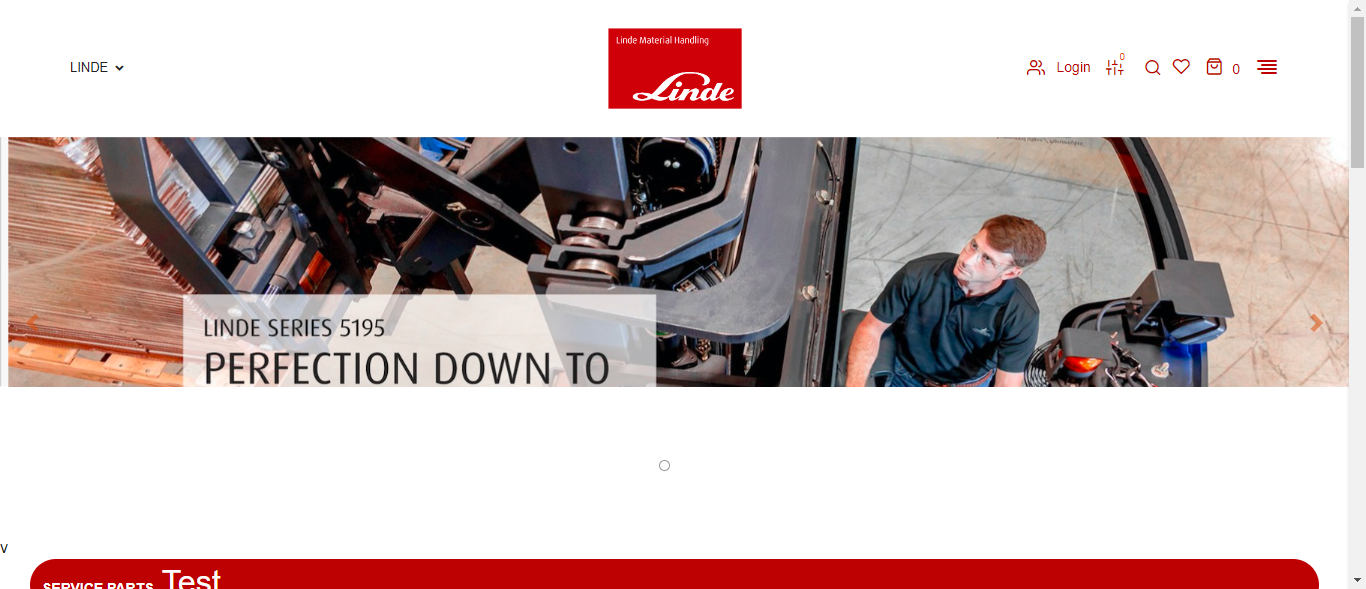 LINDE
Linde Material Handling
Linde
Login
0
0
LINDE SERIES 5195
PERFECTION DOWN TO
v
SERVICE PARTS Test